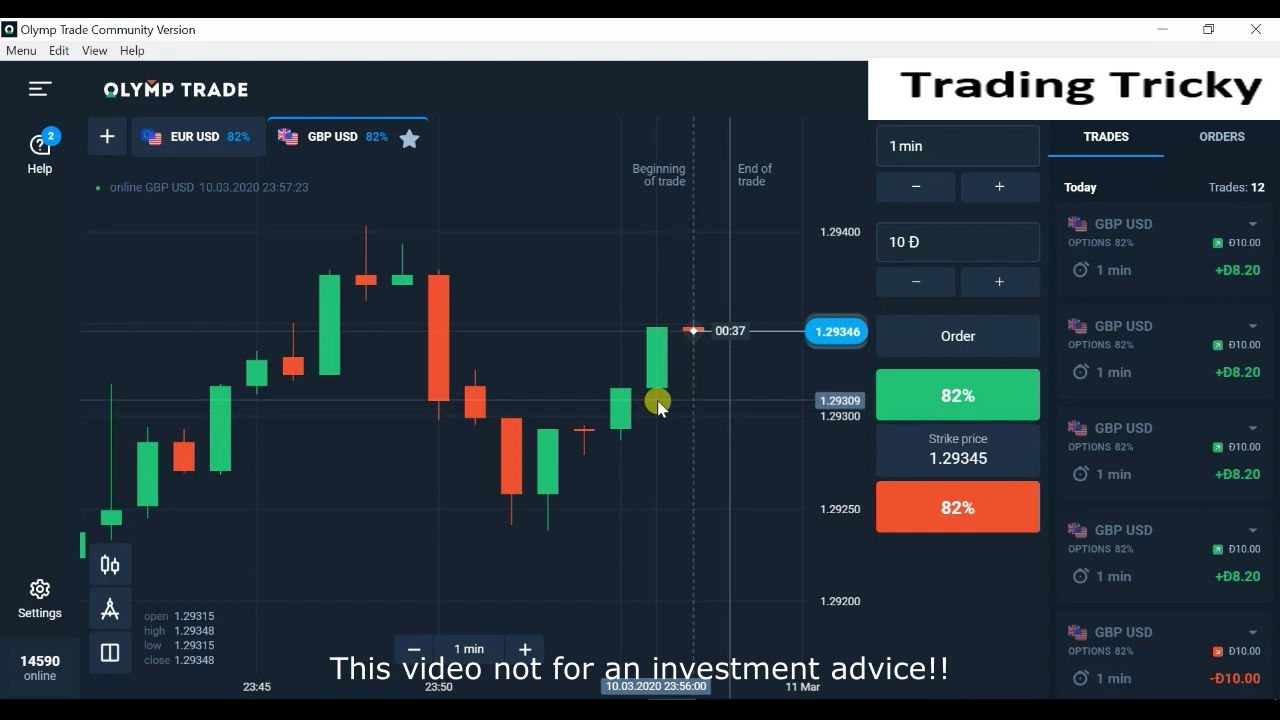 Olymp Trade Community Version
Menu Edit View Help
OLYMP TRADE
Trading Tricky
2
Help
+
EUR USD 82%
GBP USD 82%
online GBP USD 10.03.2020 23:57:23
Beginning
of trade
End of
trade
1.29400
00:37
1.29346
1.29309
1.29300
1.29250
1.29200
1 min
− +
10 Đ
− +
Order
82%
Strike price
1.29345
82%
TRADES ORDERS
Today Trades: 12
GBP USD
OPTIONS 82% Đ10.00
1 min +Đ8.20
GBP USD
OPTIONS 82% Đ10.00
1 min +Đ8.20
GBP USD
OPTIONS 82% Đ10.00
1 min +Đ8.20
GBP USD
OPTIONS 82% Đ10.00
1 min +Đ8.20
GBP USD
OPTIONS 82% Đ10.00
1 min -Đ10.00
Settings
14590
online
open 1.29315
high 1.29348
low 1.29315
close 1.29348
− 1 min +
This video not for an investment advice!!
23:45 23:50 10.03.2020 23:56:00 11 Mar